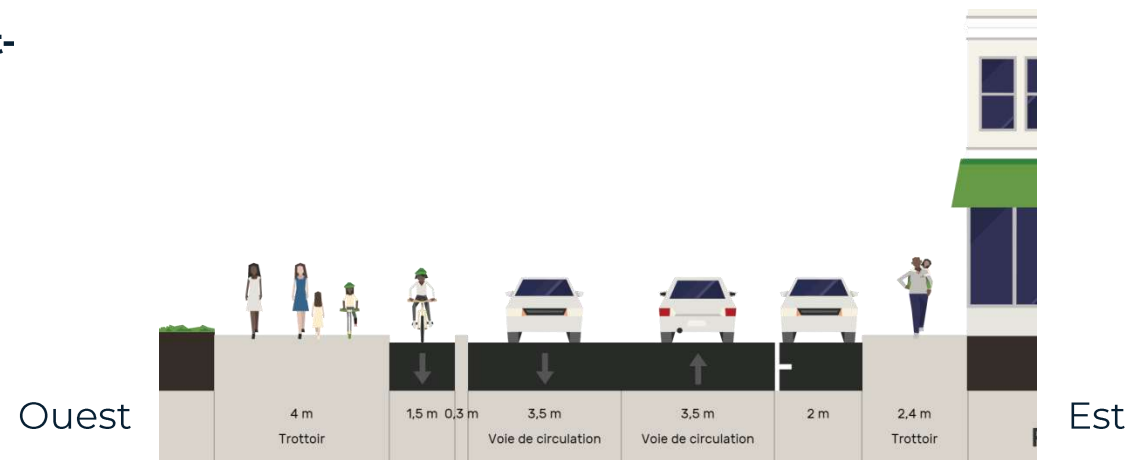 Ouest
4 m
Trottoir
1,5 m
0,3 m
3,5 m
Voie de circulation
3,5 m
Voie de circulation
2 m
2,4 m
Trottoir
Est